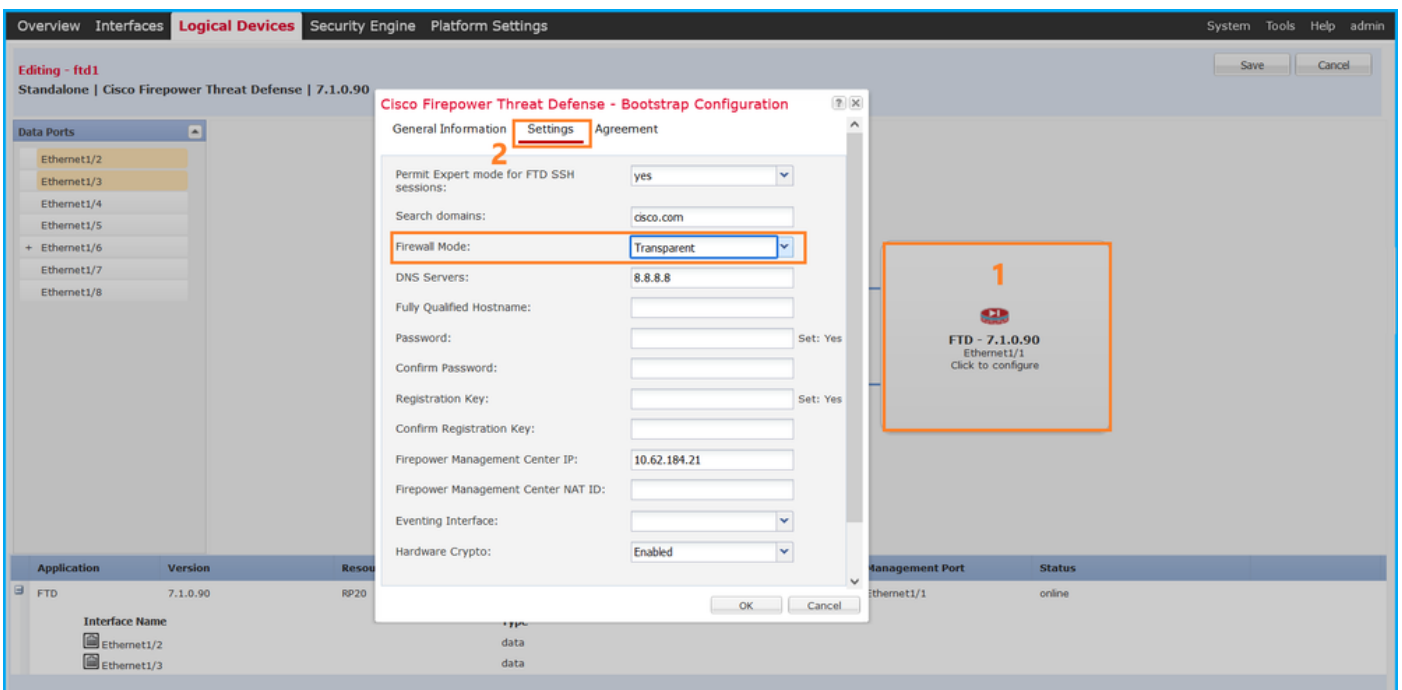 Overview Interfaces Logical Devices Security Engine Platform Settings System Tools Help admin
Editing - ftd1
Standalone | Cisco Firepower Threat Defense | 7.1.0.90
Save Cancel
Data Ports
Ethernet1/2
Ethernet1/3
Ethernet1/4
Ethernet1/5
+ Ethernet1/6
Ethernet1/7
Ethernet1/8
Cisco Firepower Threat Defense - Bootstrap Configuration ? X
General Information Settings Agreement
2
Permit Expert mode for FTD SSH sessions: yes
Search domains: cisco.com
Firewall Mode: Transparent
DNS Servers: 8.8.8.8
Fully Qualified Hostname:
Password: Set: Yes
Confirm Password:
Registration Key: Set: Yes
Confirm Registration Key:
Firepower Management Center IP: 10.62.184.21
Firepower Management Center NAT ID:
Eventing Interface:
Hardware Crypto: Enabled
OK Cancel
1
FTD - 7.1.0.90
Ethernet1/1
Click to configure
Application Version Resou Management Port Status
FTD 7.1.0.90 RP20 Ethernet1/1 online
Interface Name
Ethernet1/2 data
Ethernet1/3 data